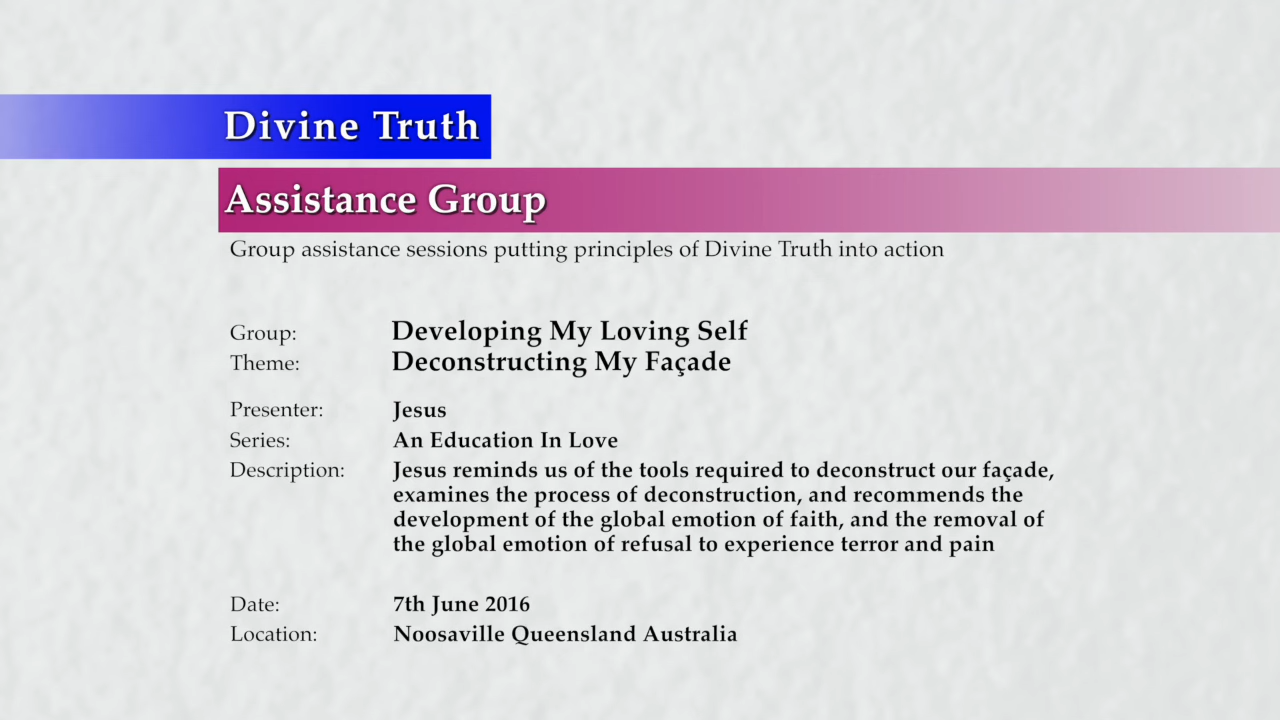 Divine Truth
Assistance Group
Group assistance sessions putting principles of Divine Truth into action
Group: Developing My Loving Self
Theme: Deconstructing My Façade
Presenter: Jesus
Series: An Education In Love
Description: Jesus reminds us of the tools required to deconstruct our façade,
examines the process of deconstruction, and recommends the
development of the global emotion of faith, and the removal of
the global emotion of refusal to experience terror and pain
Date: 7th June 2016
Location: Noosaville Queensland Australia